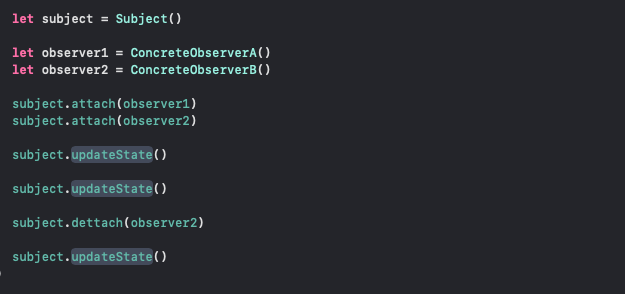 let subject = Subject()
let observer1 = ConcreteObserverA()
let observer2 = ConcreteObserverB()
subject.attach(observer1)
subject.attach(observer2)
subject.updateState()
subject.updateState()
subject.dettach(observer2)
subject.updateState()